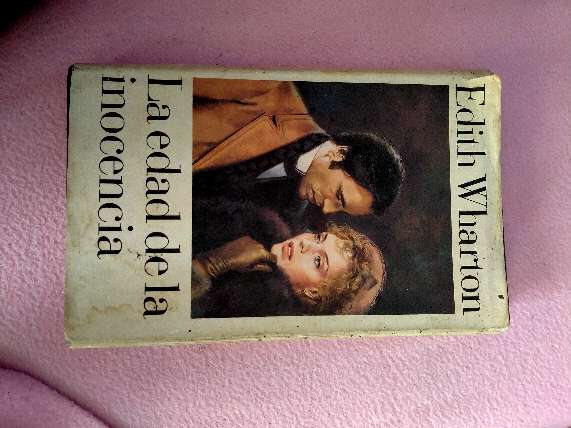 Edith Wharton
La edad de la
inocencia